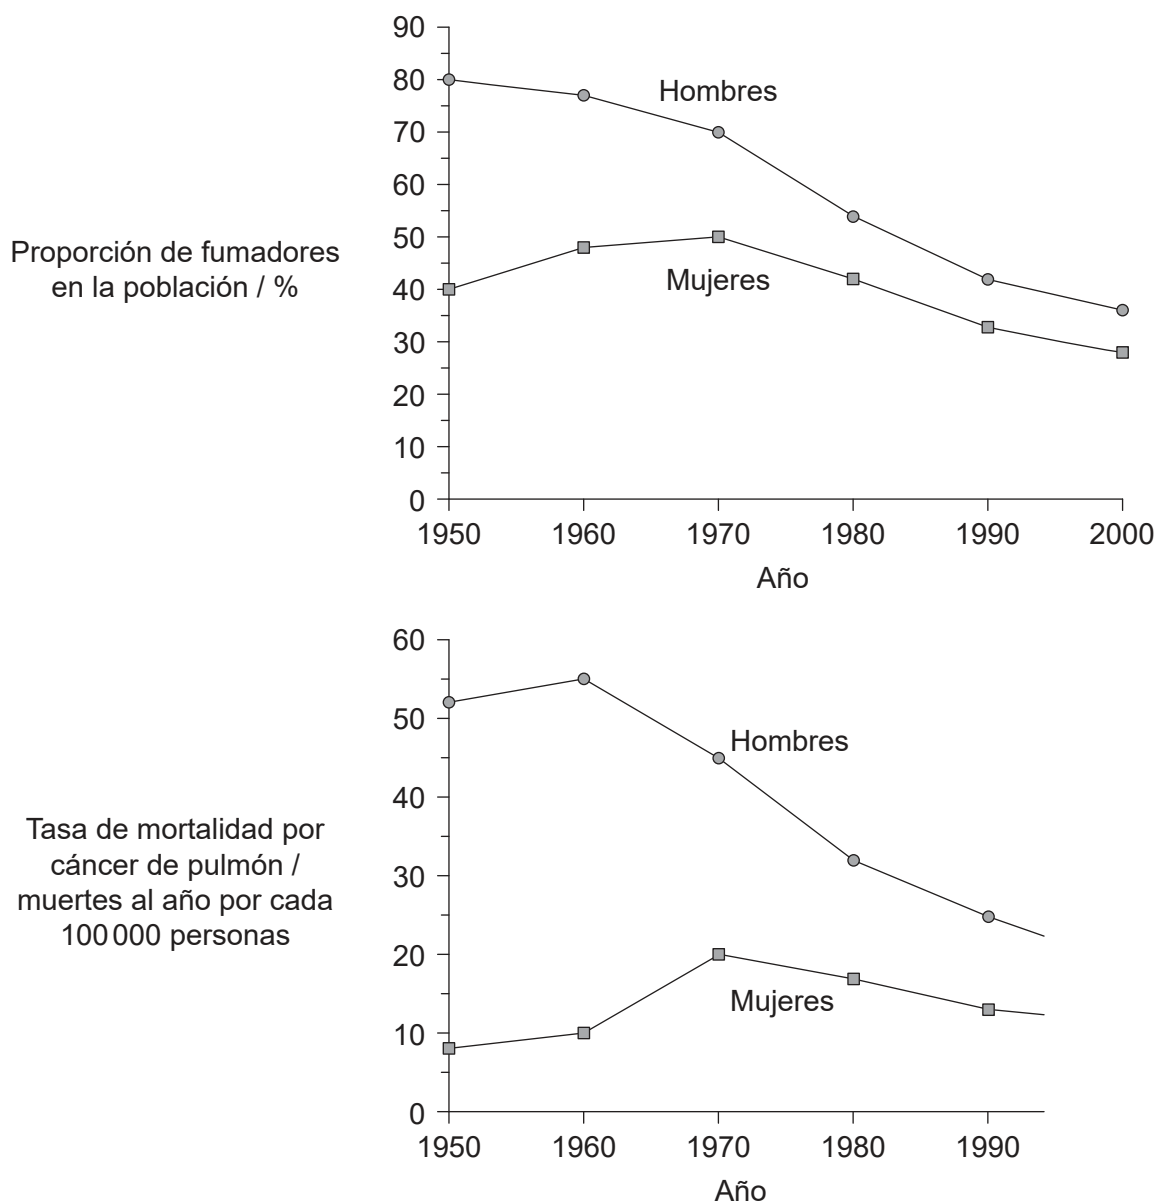 90
80
70
60
50
40
30
20
10
0
Hombres
Mujeres
Proporción de fumadores
en la población / %
1950 1960 1970 1980 1990 2000
Año
60
50
40
30
20
10
0
Hombres
Mujeres
Tasa de mortalidad por
cáncer de pulmón /
muertes al año por cada
100 000 personas
1950 1960 1970 1980 1990
Año